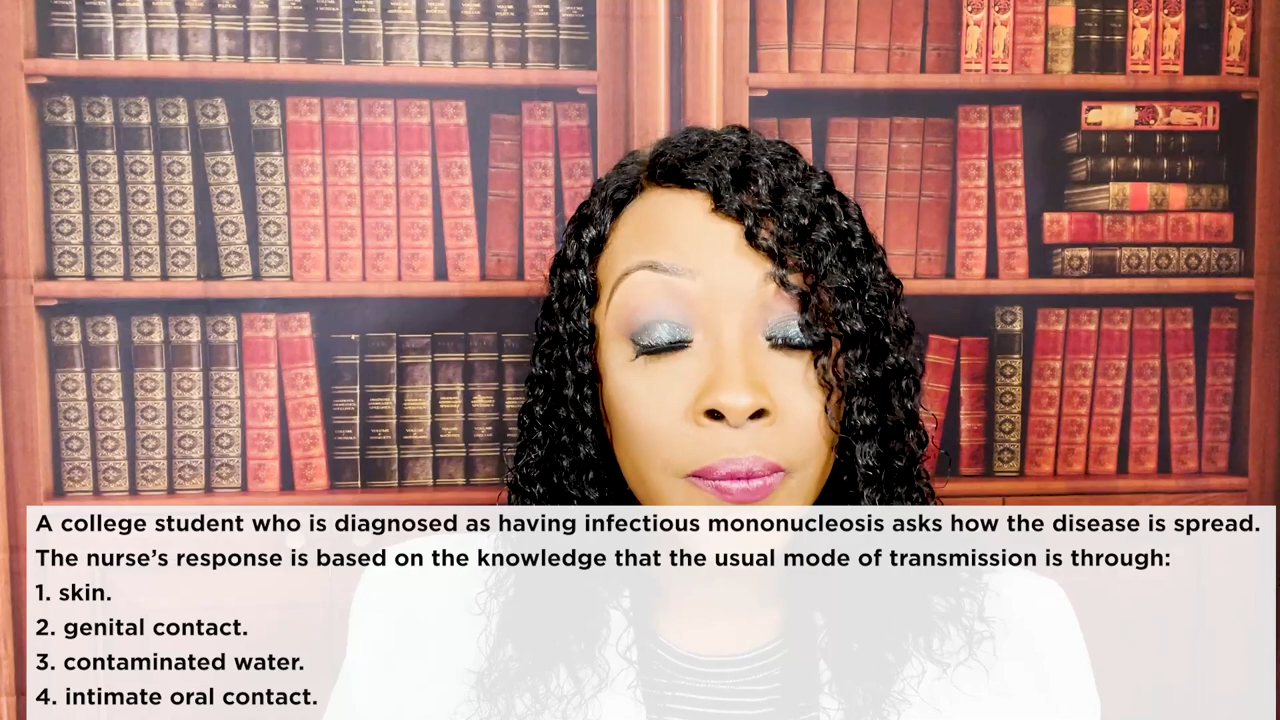 A college student who is diagnosed as having infectious mononucleosis asks how the disease is spread.
The nurse’s response is based on the knowledge that the usual mode of transmission is through:
1. skin.
2. genital contact.
3. contaminated water.
4. intimate oral contact.